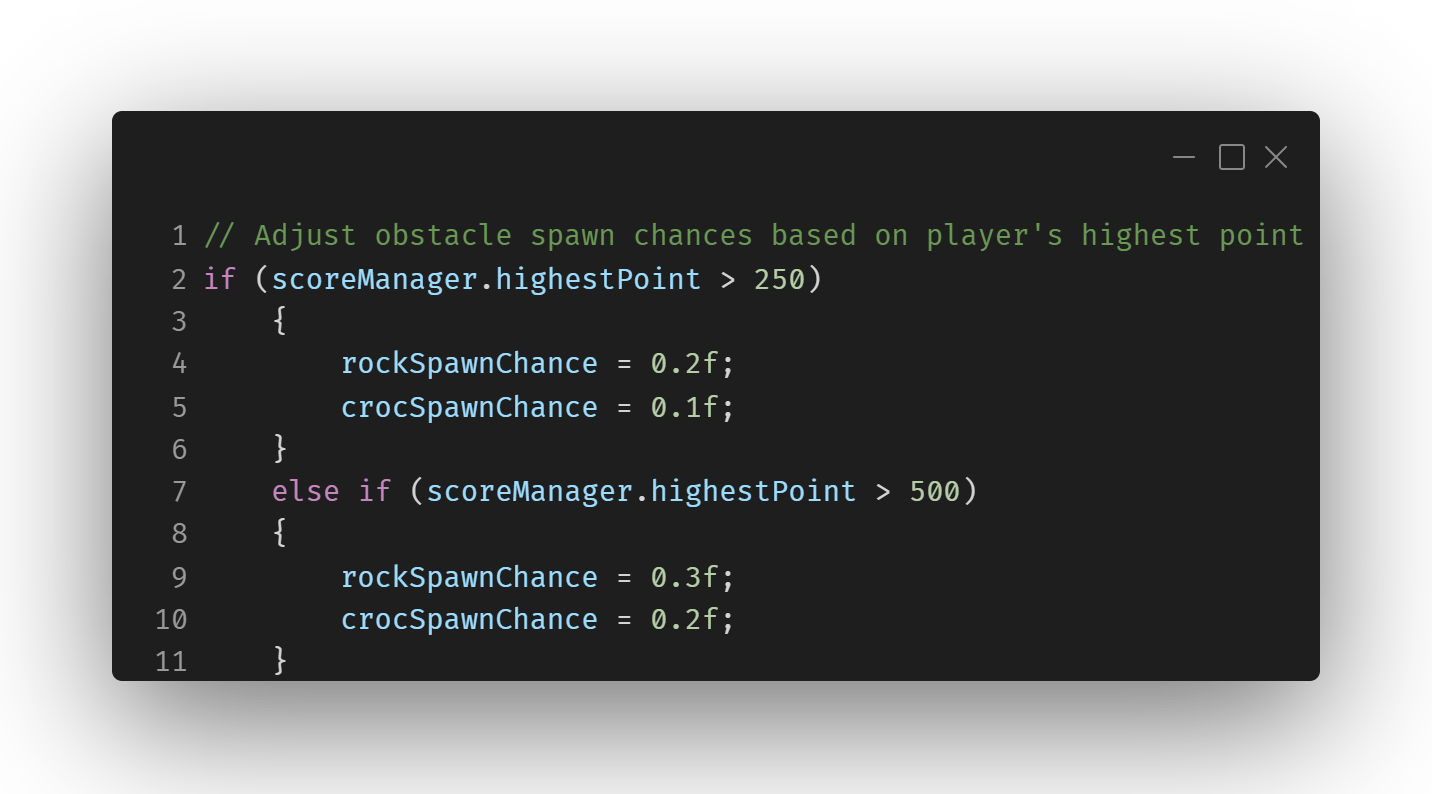 1 // Adjust obstacle spawn chances based on player's highest point
2 if (scoreManager.highestPoint > 250)
3     {
4         rockSpawnChance = 0.2f;
5         crocSpawnChance = 0.1f;
6     }
7     else if (scoreManager.highestPoint > 500)
8     {
9         rockSpawnChance = 0.3f;
10         crocSpawnChance = 0.2f;
11     }